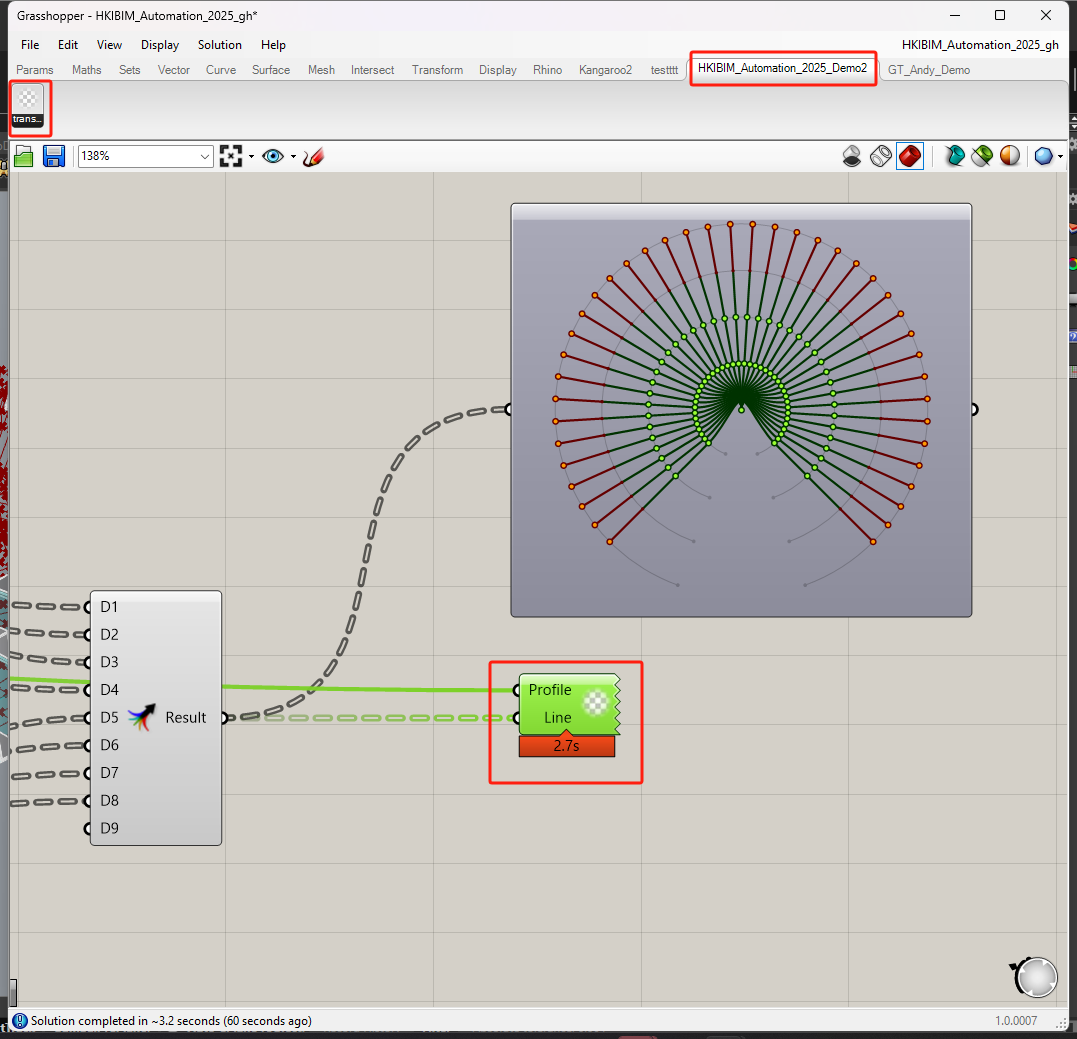 Grasshopper - HKIBIM_Automation_2025_gh*
File Edit View Display Solution Help HKIBIM_Automation_2025_gh
Params Maths Sets Vector Curve Surface Mesh Intersect Transform Display Rhino Kangaroo2 testttt HKIBIM_Automation_2025_Demo2 GT_Andy_Demo
trans...
138%
D1
D2
D3
D4
D5 Result
D6
D7
D8
D9
Profile
Line
2.7s
Solution completed in ~3.2 seconds (60 seconds ago) 1.0.0007